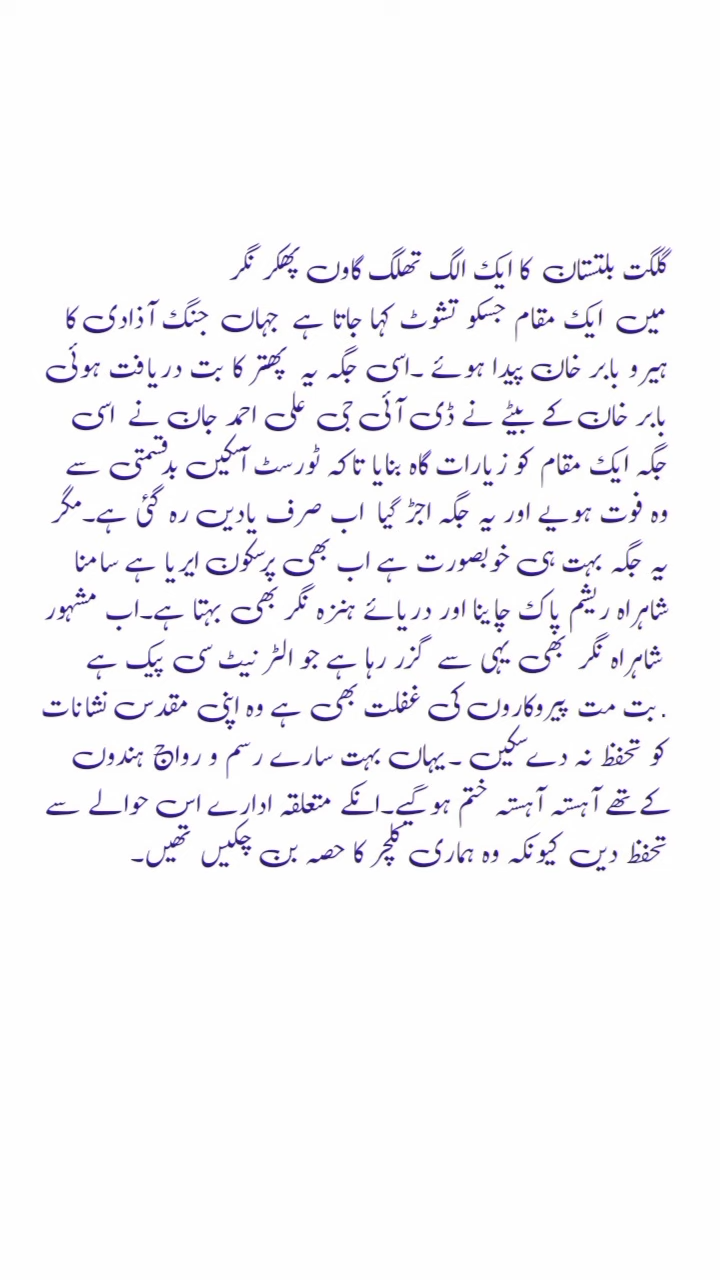 گلگت بلتستان کا ایک الگ تھلگ گاوں پھکر نگر
میں ایک مقام جسکو تشوٹ کہا جاتا ہے جہاں جنگ آذادی کا
ہیرو بابر خان پیدا ہوئے ۔اسی جگہ یہ پھتر کا بت دریافت ہوئی
بابر خان کے بیٹے نے ڈی آئی جی علی احمد جان نے اسی
جگہ ایک مقام کو زیارات گاہ بنایا تاکہ ٹورسٹ آسکیں بدقسمتی سے
وہ فوت ہویے اور یہ جگہ اجڑ گیا اب صرف یادیں رہ گئی ہے۔مگر
یہ جگہ بہت ہی خوبصورت ہے اب بھی پرسکون ایریا ہے سامنا
شاہراہ ریشم پاک چاینا اور دریائے ہنزہ نگر بھی بہتا ہے۔اب مشہور
شاہراہ نگر بھی یہی سے گزر رہا ہے جو الٹر نیٹ سی پیک ہے
.بت مت پیروکاروں کی غفلت بھی ہے وہ اپنی مقدس نشانات
کو تحفظ نہ دےسکیں ۔یہاں بہت سارے رسم و رواج ہندوں
کےتھے آہستہ آہستہ ختم ہوگیے۔انکے متعلقہ ادارے اس حوالے سے
تحفظ دیں کیونکہ وہ ہماری کلچر کا حصہ بن چکیں تھیں۔